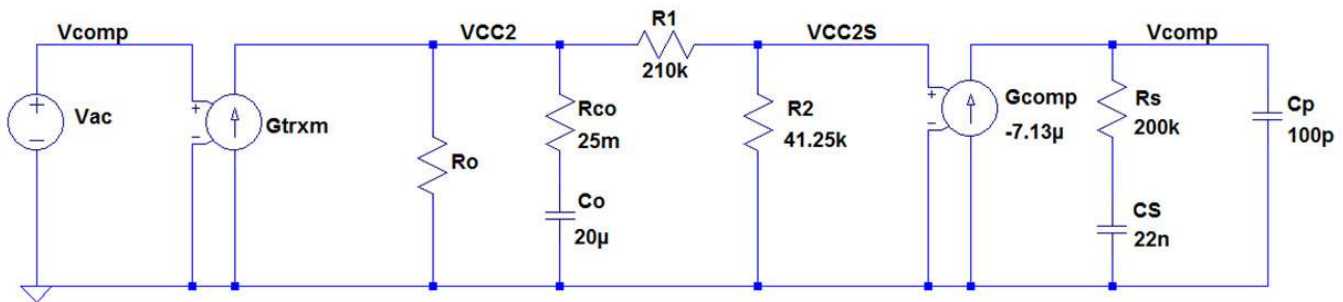 Vcomp
+
−
Vac
+
−
Gtrxm
VCC2
Ro
Rco
25m
Co
20µ
R1
210k
VCC2S
R2
41.25k
+
−
Gcomp
-7.13µ
Vcomp
Rs
200k
CS
22n
Cp
100p